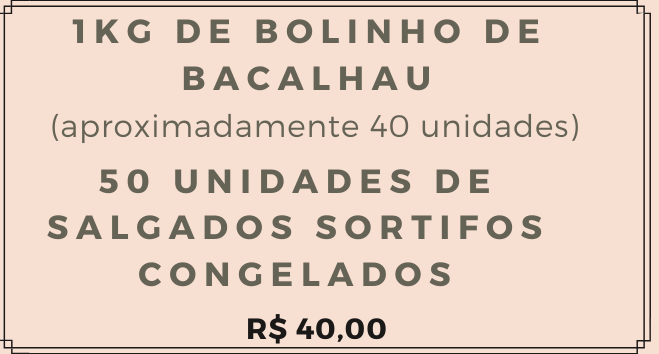 1KG DE BOLINHO DE
BACALHAU
(aproximadamente 40 unidades)
50 UNIDADES DE
SALGADOS SORTIFOS
CONGELADOS
R$ 40,00